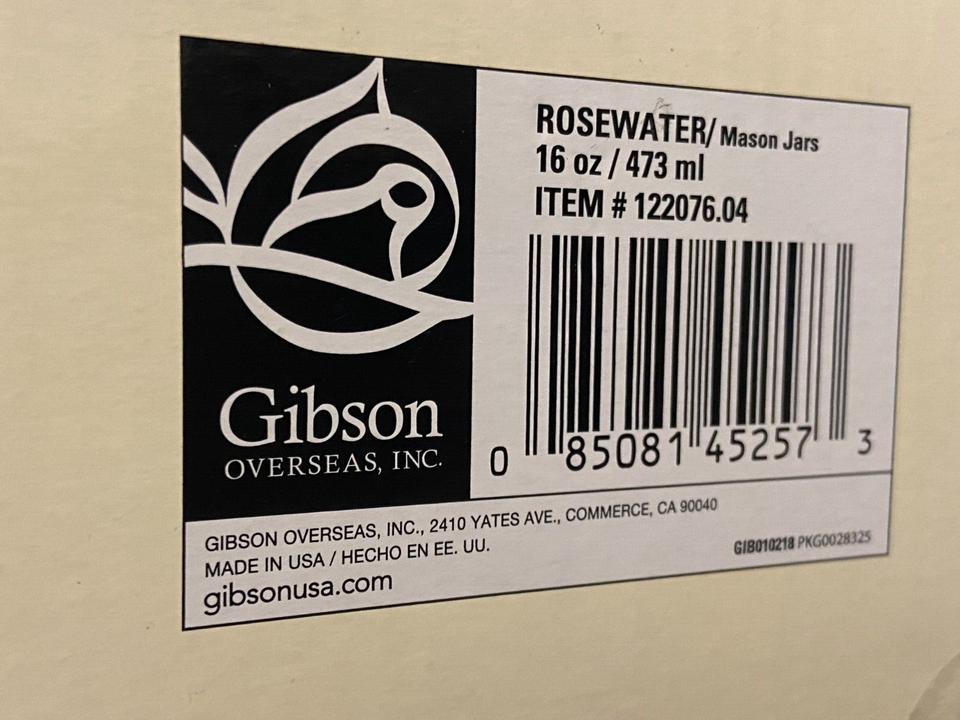 ROSEWATER/ Mason Jars
16 oz / 473 ml
ITEM # 122076.04
0 85081 45257 3
Gibson
OVERSEAS, INC.
GIBSON OVERSEAS, INC., 2410 YATES AVE., COMMERCE, CA 90040
MADE IN USA / HECHO EN EE. UU.
gibsonusa.com
GIB010218 PKG0028325